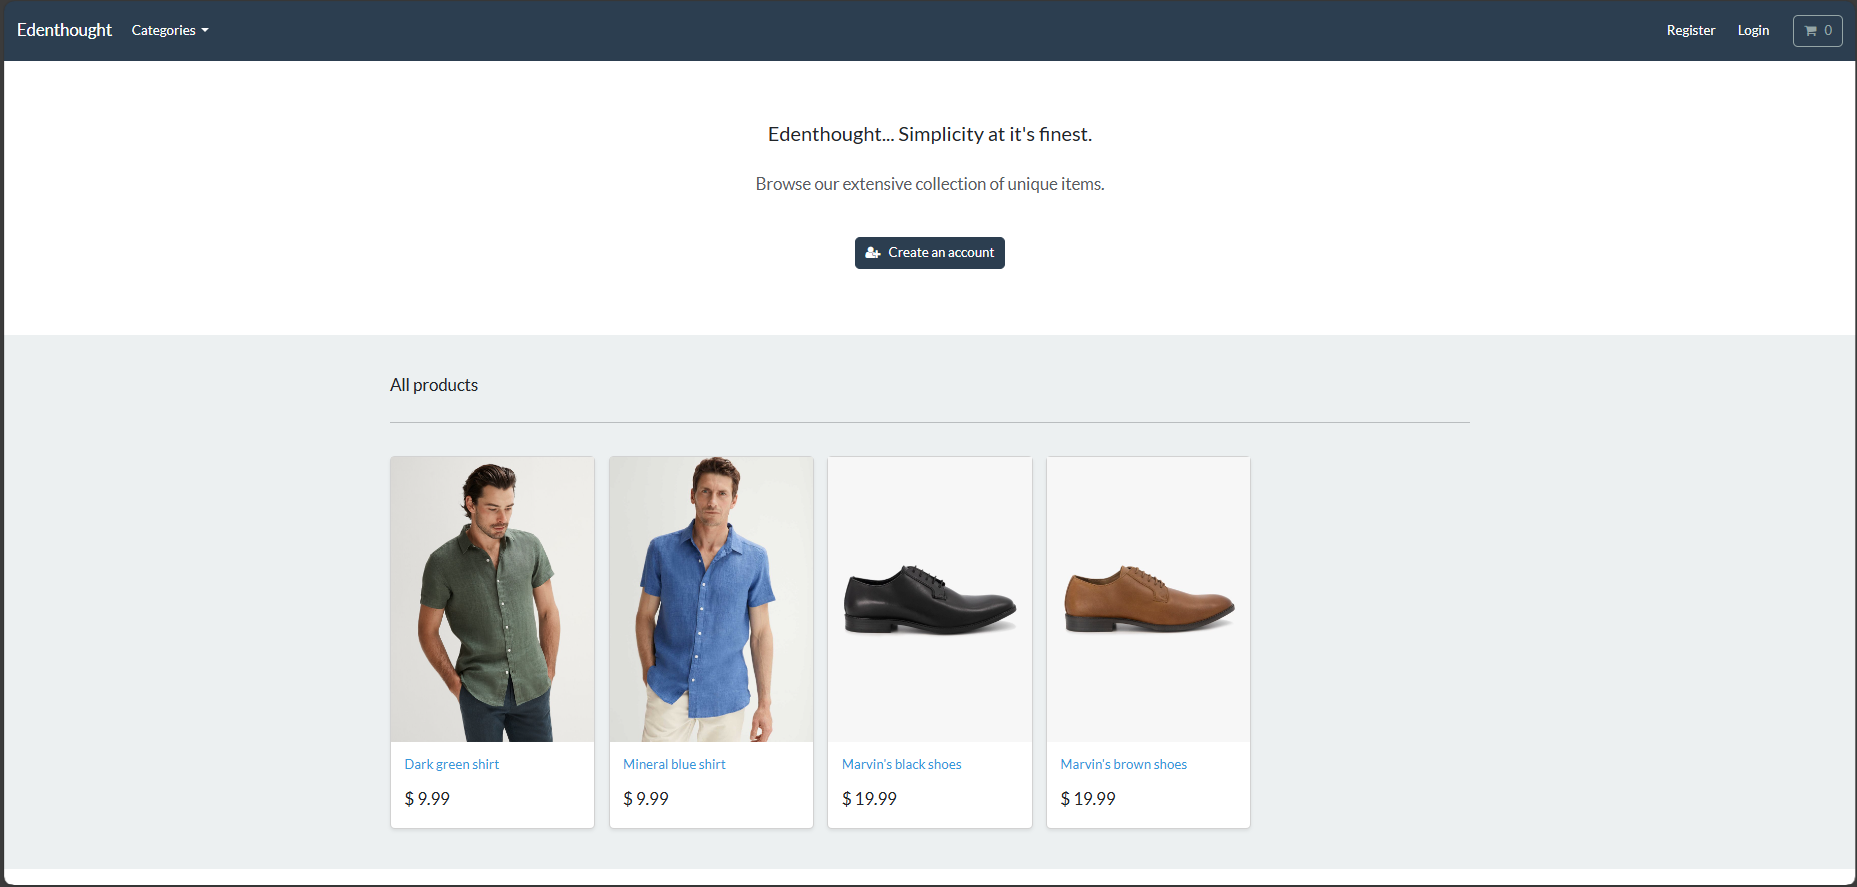 Edenthought Categories Register Login 0
Edenthought... Simplicity at it's finest.
Browse our extensive collection of unique items.
Create an account
All products
Dark green shirt
$ 9.99
Mineral blue shirt
$ 9.99
Marvin's black shoes
$ 19.99
Marvin's brown shoes
$ 19.99